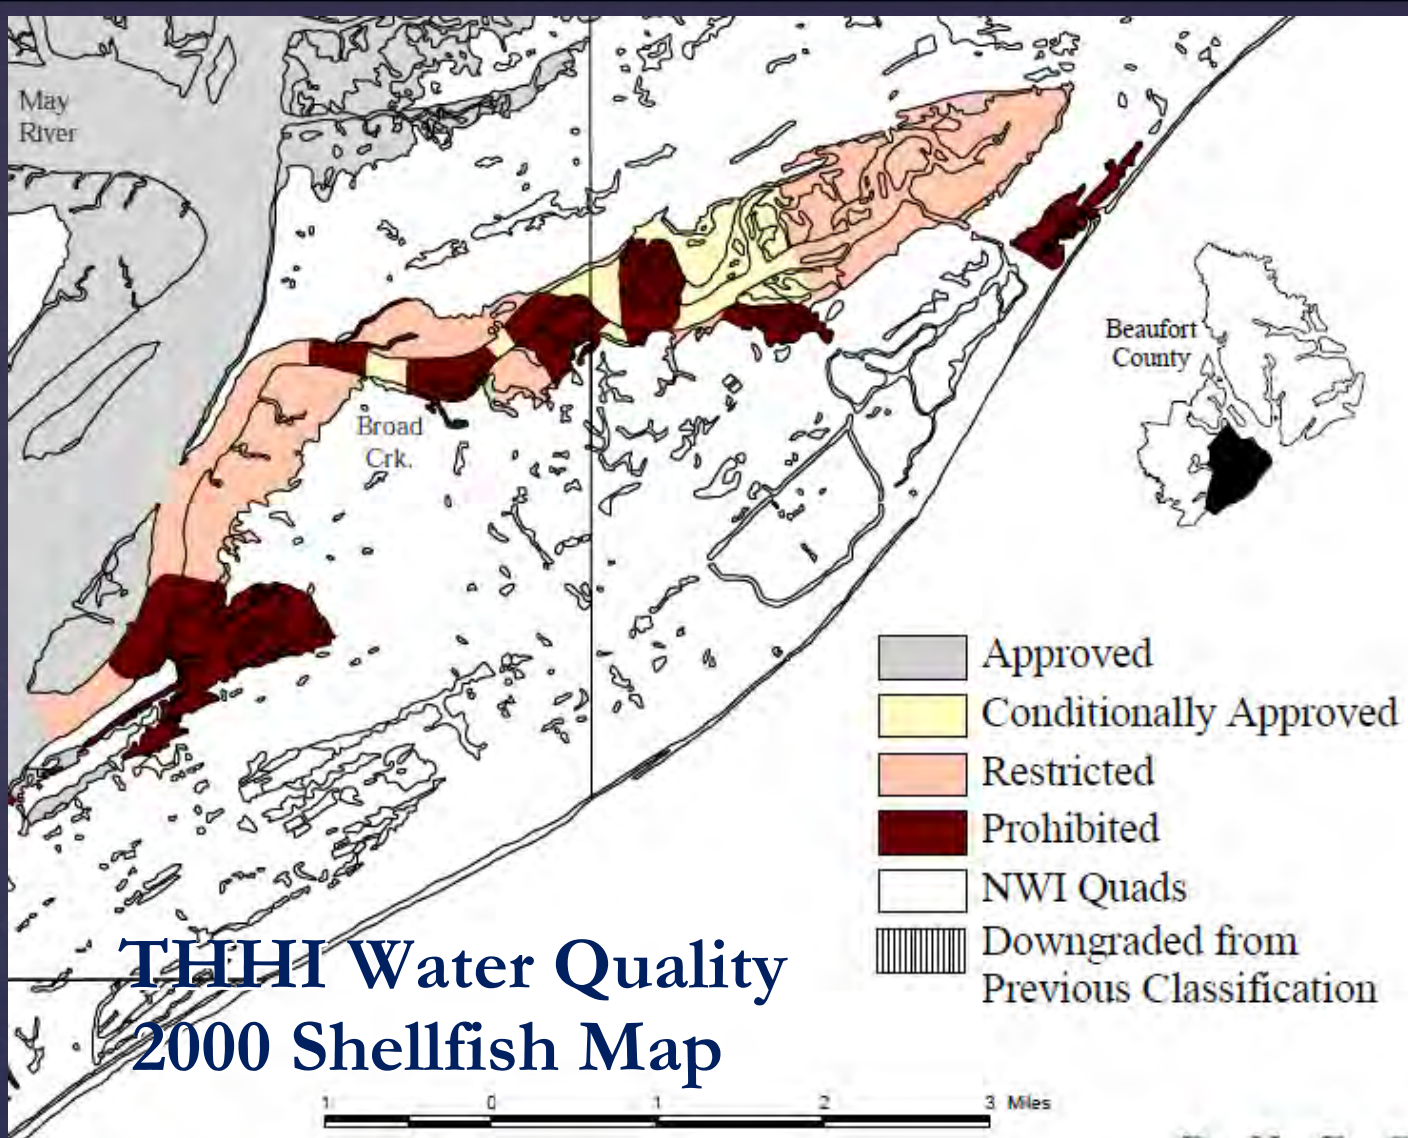 May
River
Beaufort
County
Broad
Crk.
Approved
Conditionally Approved
Restricted
Prohibited
NWI Quads
Downgraded from
Previous Classification
THHI Water Quality
2000 Shellfish Map
1 0 1 2 3 Miles